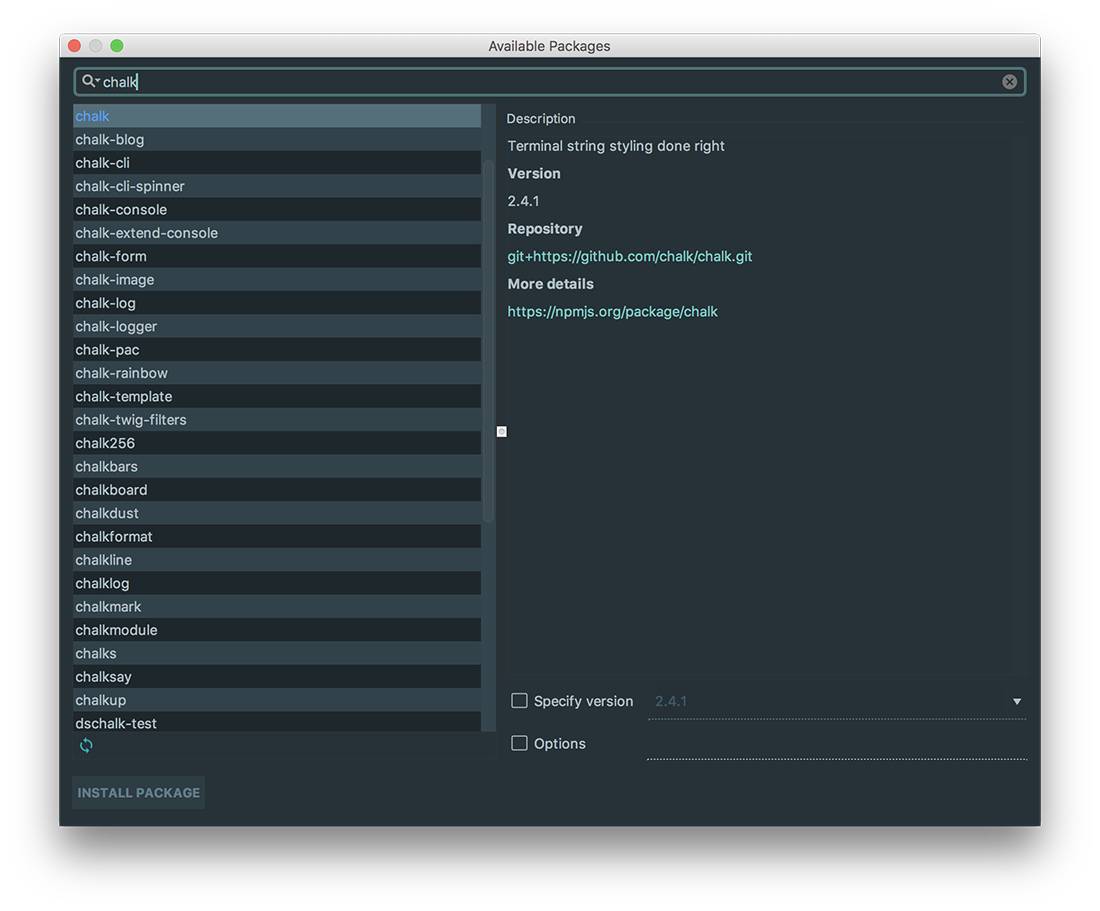 Available Packages
chalk
chalk
chalk-blog
chalk-cli
chalk-cli-spinner
chalk-console
chalk-extend-console
chalk-form
chalk-image
chalk-log
chalk-logger
chalk-pac
chalk-rainbow
chalk-template
chalk-twig-filters
chalk256
chalkbars
chalkboard
chalkdust
chalkformat
chalkline
chalklog
chalkmark
chalkmodule
chalks
chalksay
chalkup
dschalk-test
Description
Terminal string styling done right
Version
2.4.1
Repository
git+https://github.com/chalk/chalk.git
More details
https://npmjs.org/package/chalk
Specify version 2.4.1
Options
INSTALL PACKAGE